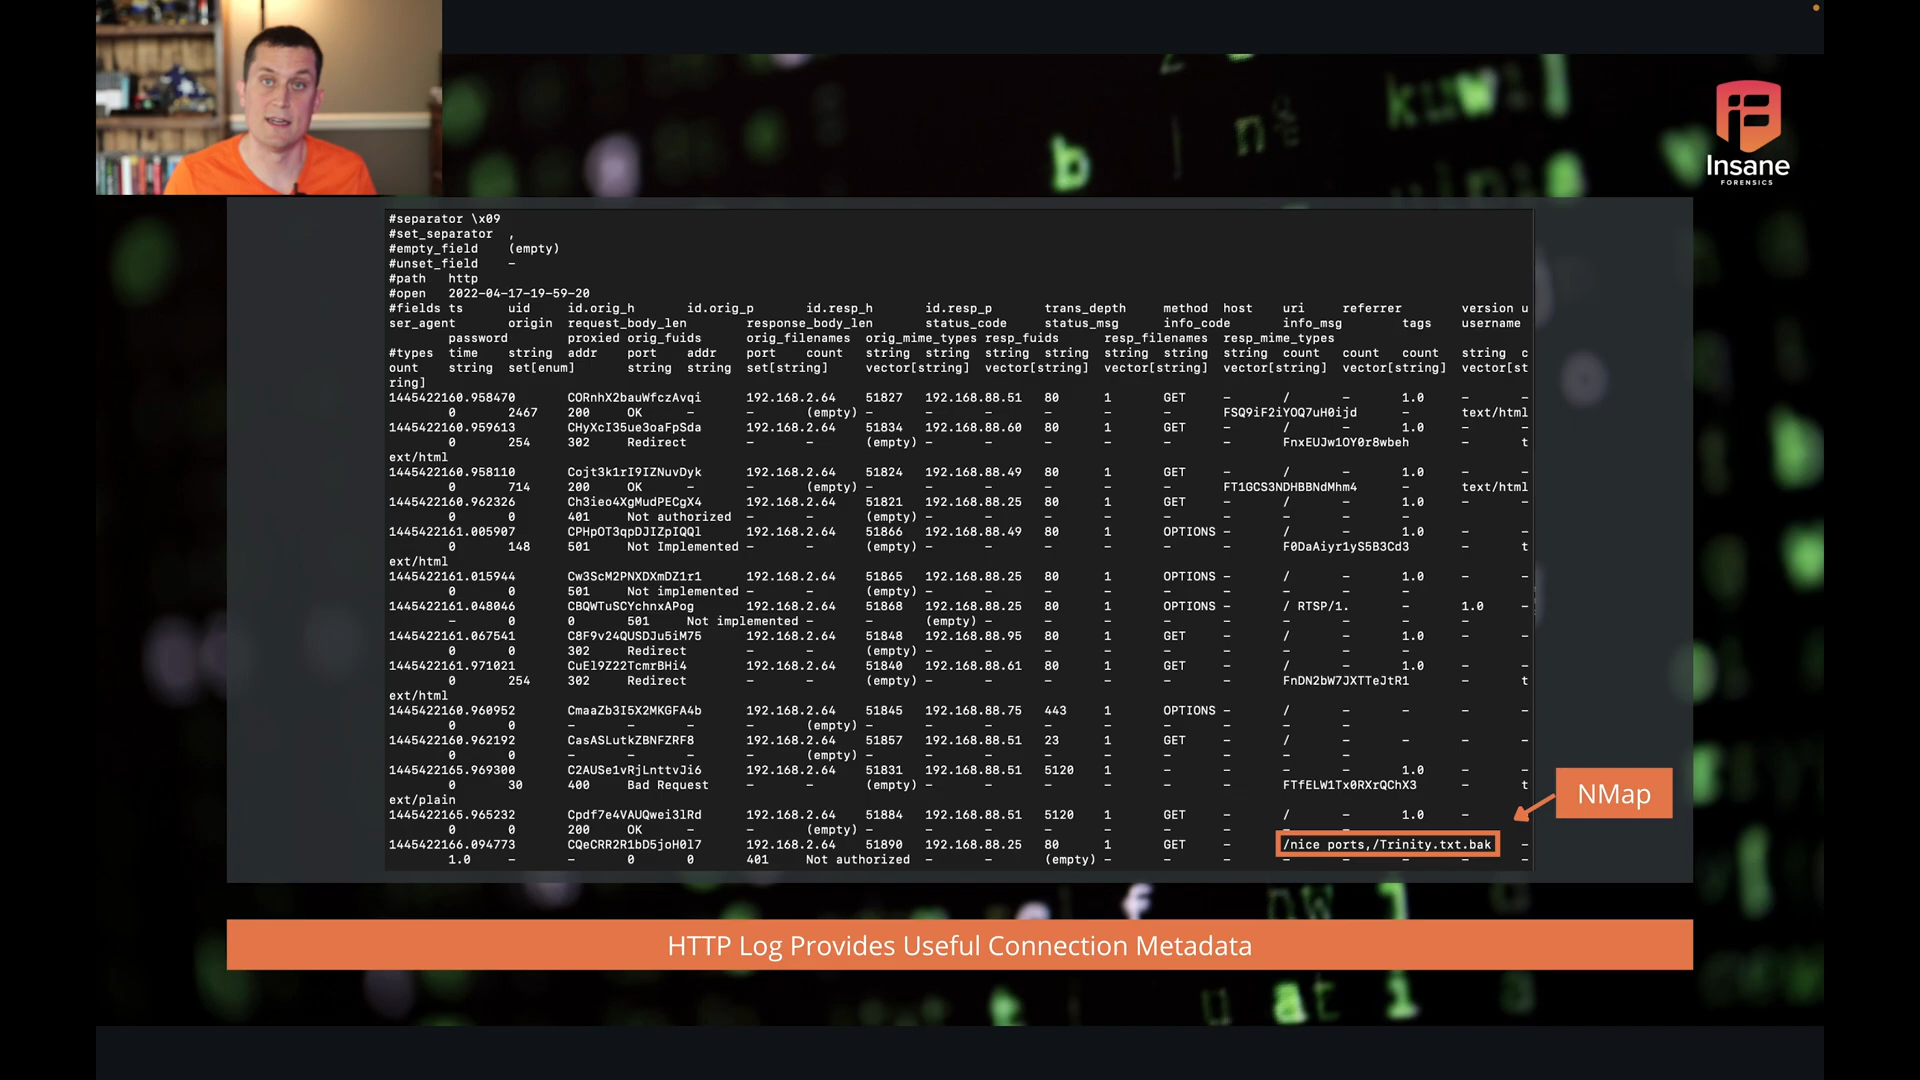 Insane
FORENSICS
#separator \x09
#set_separator ,
#empty_field (empty)
#unset_field -
#path http
#open 2022-04-17-19-59-20
#fields ts uid id.orig_h id.orig_p id.resp_h id.resp_p trans_depth method host uri referrer version u
ser_agent origin request_body_len response_body_len status_code status_msg info_code info_msg tags username
password proxied orig_fuids orig_filenames orig_mime_types resp_fuids resp_filenames resp_mime_types
#types time string addr port addr port count string string string string string string count count count string c
ount string set[enum] string string set[string] vector[string] vector[string] vector[string] vector[string] vector[string] vector[st
ring]
1445422160.958470 CORnhX2bauWfczAvqi 192.168.2.64 51827 192.168.88.51 80 1 GET - / - 1.0 - -
0 2467 200 OK - - (empty) - - - - - FSQ9iF2iYOQ7uH0ijd - text/html
1445422160.959613 CHyXcI35ue3oaFpSda 192.168.2.64 51834 192.168.88.60 80 1 GET - / - 1.0 - -
0 254 302 Redirect - - (empty) - - - - - FnxEUJw1OY0r8wbeh - t
ext/html
1445422160.958110 Cojt3k1rI9IZNuvDyk 192.168.2.64 51824 192.168.88.49 80 1 GET - / - 1.0 - -
0 714 200 OK - - (empty) - - - - - FT1GCS3NDHBBNdMhm4 - text/html
1445422160.962326 Ch3ieo4XgMudPECgX4 192.168.2.64 51821 192.168.88.25 80 1 GET - / - 1.0 - -
0 0 401 Not authorized - - (empty) - - - - - - - -
1445422161.005907 CPHpOT3qpDJIZpIQQl 192.168.2.64 51866 192.168.88.49 80 1 OPTIONS - / - 1.0 - -
0 148 501 Not Implemented - - (empty) - - - - - F0DaAiyr1yS5B3Cd3 - t
ext/html
1445422161.015944 Cw3ScM2PNXDXmDZ1r1 192.168.2.64 51865 192.168.88.25 80 1 OPTIONS - / - 1.0 - -
0 0 501 Not implemented - - (empty) - - - - - - - -
1445422161.048046 CBQWTuSCYchnxAPog 192.168.2.64 51868 192.168.88.25 80 1 OPTIONS - / RTSP/1. - 1.0 -
- 0 0 501 Not implemented - - (empty) - - - - - - -
1445422161.067541 C8F9v24QUSDJu5iM75 192.168.2.64 51848 192.168.88.95 80 1 GET - / - 1.0 - -
0 0 302 Redirect - - (empty) - - - - - - - -
1445422161.971021 CuEl9Z22TcmrBHi4 192.168.2.64 51840 192.168.88.61 80 1 GET - / - 1.0 - -
0 254 302 Redirect - - (empty) - - - - - FnDN2bW7JXTTeJtR1 - t
ext/html
1445422160.960952 CmaaZb3I5X2MKGFA4b 192.168.2.64 51845 192.168.88.75 443 1 OPTIONS - / - - - -
0 0 - - - - (empty) - - - - - - - -
1445422160.962192 CasASLutkZBNFZRF8 192.168.2.64 51857 192.168.88.51 23 1 GET - / - - - -
0 0 - - - - (empty) - - - - - - - -
1445422165.969300 C2AUSe1vRjLnttvJi6 192.168.2.64 51831 192.168.88.51 5120 1 - - - - 1.0 - -
0 30 400 Bad Request - - (empty) - - - - - FTfELW1Tx0RXrQChX3 - t
ext/plain
1445422165.965232 Cpdf7e4VAUQwei3lRd 192.168.2.64 51884 192.168.88.51 5120 1 GET - / - 1.0 - -
0 0 200 OK - - (empty) - - - - - - - -
1445422166.094773 CQeCRR2R1bD5joH0l7 192.168.2.64 51890 192.168.88.25 80 1 GET - /nice ports,/Trinity.txt.bak -
1.0 - - 0 0 401 Not authorized - - (empty) - - - - - -
NMap
HTTP Log Provides Useful Connection Metadata